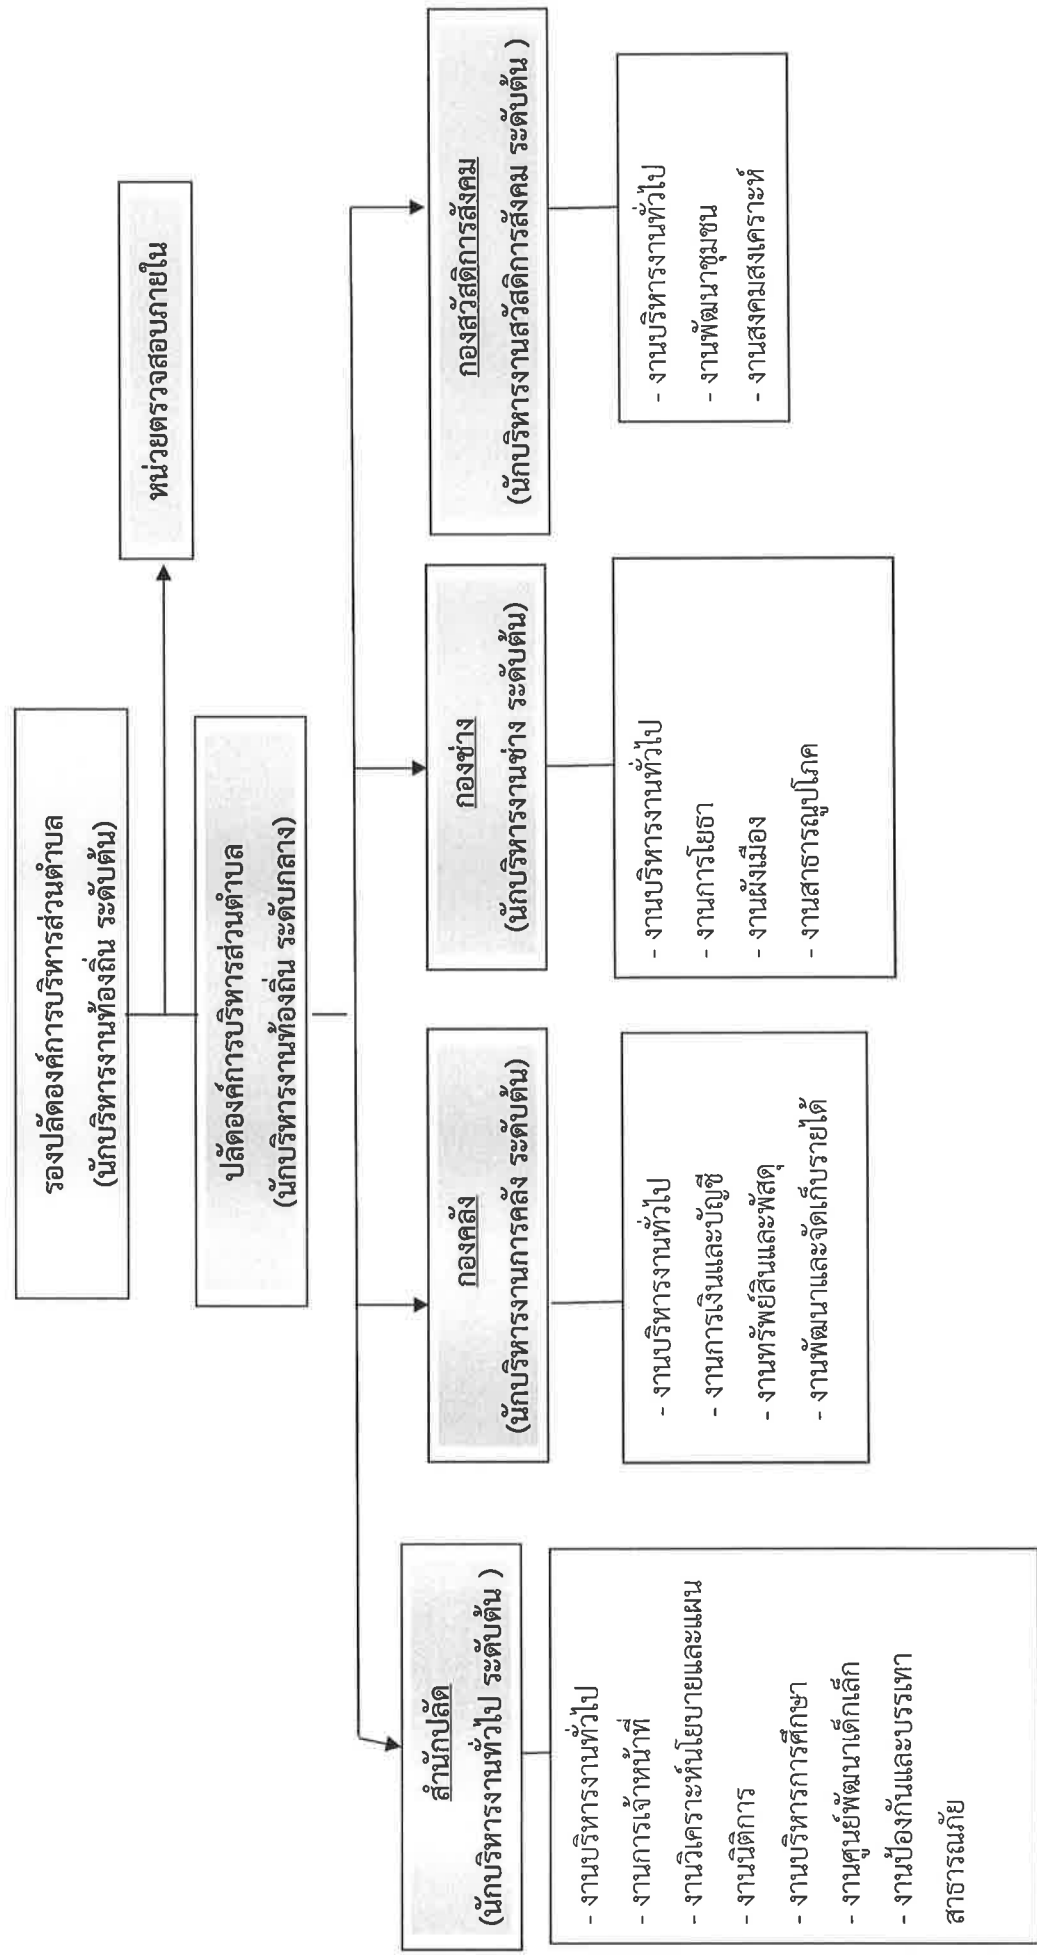 รองปลัดองค์การบริหารส่วนตำบล
(นักบริหารงานท้องถิ่น ระดับต้น)
หน่วยตรวจสอบภายใน
ปลัดองค์การบริหารส่วนตำบล
(นักบริหารงานท้องถิ่น ระดับกลาง)
สำนักปลัด
(นักบริหารงานทั่วไป ระดับต้น )
- งานบริหารงานทั่วไป
- งานการเจ้าหน้าที่
- งานวิเคราะห์นโยบายและแผน
- งานนิติการ
- งานบริหารการศึกษา
- งานศูนย์พัฒนาเด็กเล็ก
- งานป้องกันและบรรเทา
สาธารณภัย
กองคลัง
(นักบริหารงานการคลัง ระดับต้น)
- งานบริหารงานทั่วไป
- งานการเงินและบัญชี
- งานทรัพย์สินและพัสดุ
- งานพัฒนาและจัดเก็บรายได้
กองช่าง
(นักบริหารงานช่าง ระดับต้น)
- งานบริหารงานทั่วไป
- งานการโยธา
- งานผังเมือง
- งานสาธารณูปโภค
กองสวัสดิการสังคม
(นักบริหารงานสวัสดิการสังคม ระดับต้น )
- งานบริหารงานทั่วไป
- งานพัฒนาชุมชน
- งานสงคมสงเคราะห์